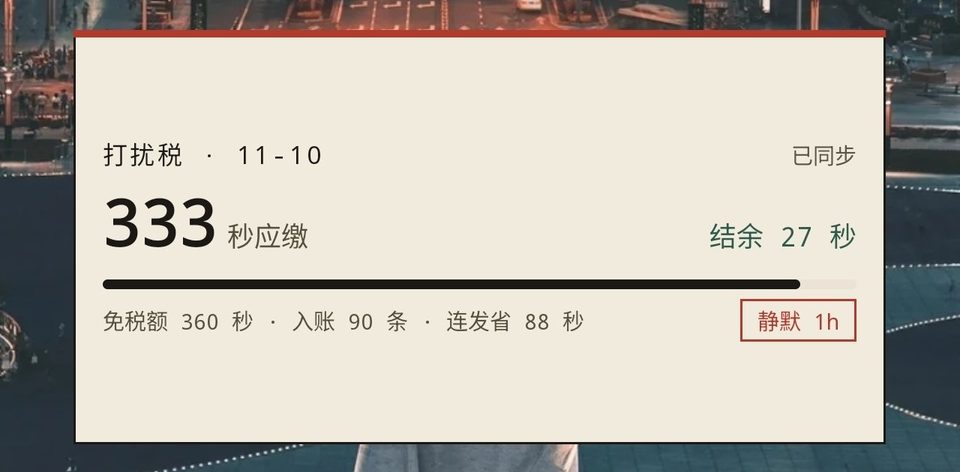 打扰税 · 11-10
已同步
333 秒应缴
结余 27 秒
免税额 360 秒 · 入账 90 条 · 连发省 88 秒
静默 1h